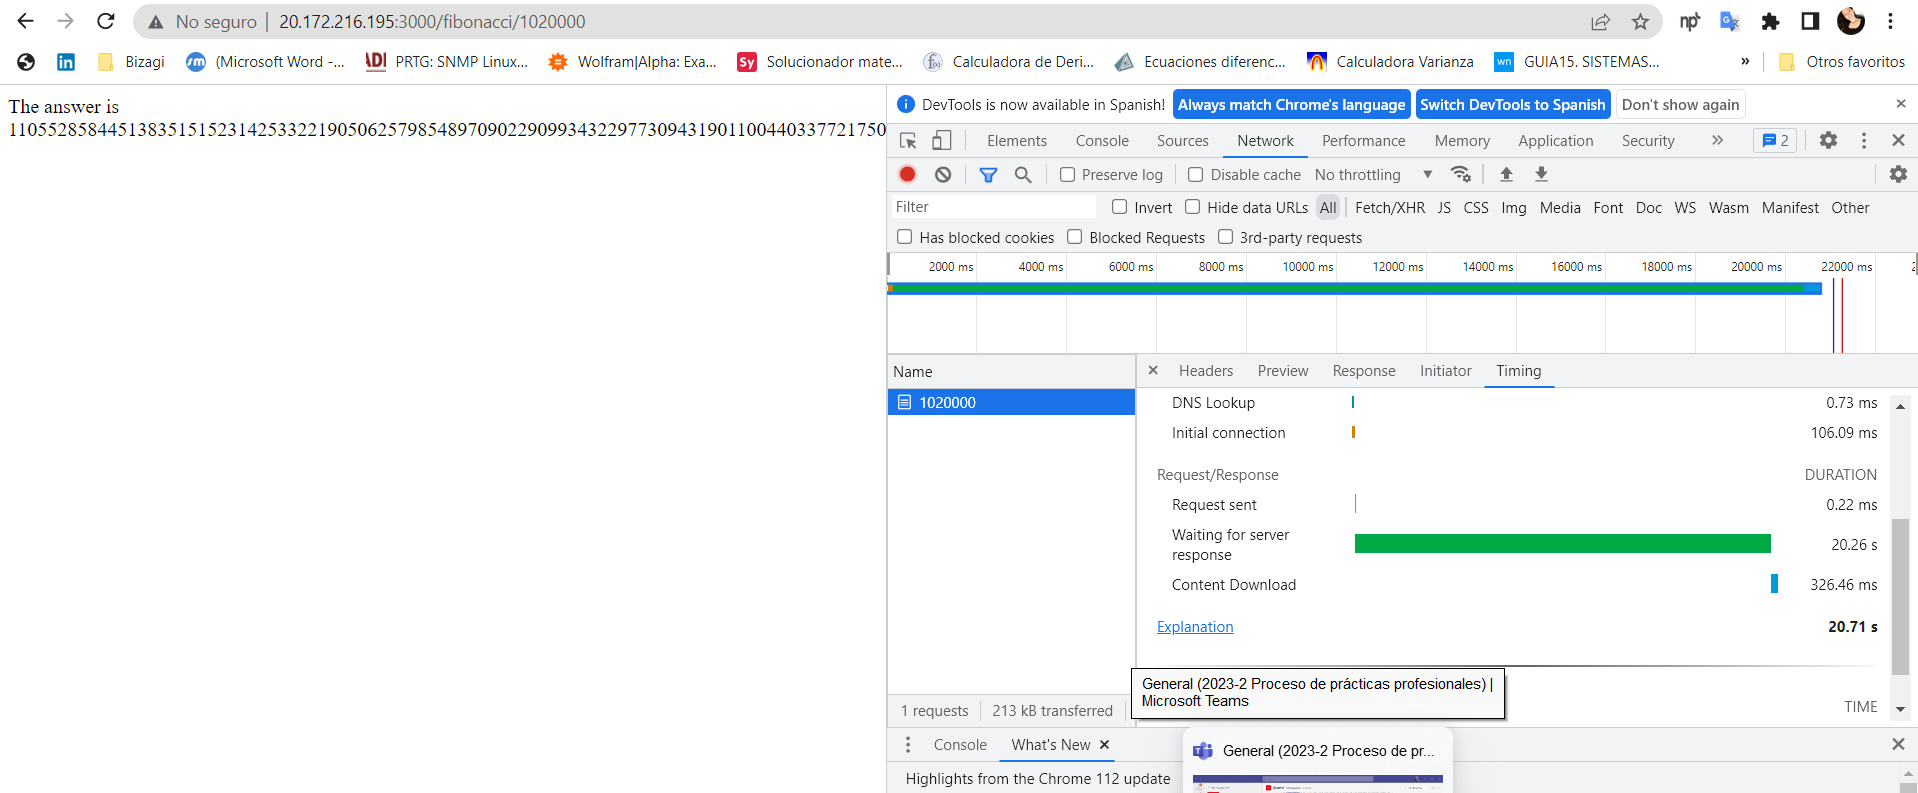 No seguro | 20.172.216.195:3000/fibonacci/1020000
Bizagi (Microsoft Word -... PRTG: SNMP Linux... Wolfram|Alpha: Exa... Sy Solucionador mate... Calculadora de Deri... Ecuaciones diferenc... Calculadora Varianza wn GUIA15. SISTEMAS... » Otros favoritos
The answer is
DevTools is now available in Spanish! Always match Chrome's language Switch DevTools to Spanish Don't show again
Elements Console Sources Network Performance Memory Application Security » 2
Preserve log Disable cache No throttling
Filter Invert Hide data URLs All Fetch/XHR JS CSS Img Media Font Doc WS Wasm Manifest Other
Has blocked cookies Blocked Requests 3rd-party requests
2000 ms 4000 ms 6000 ms 8000 ms 10000 ms 12000 ms 14000 ms 16000 ms 18000 ms 20000 ms 22000 ms
Name
1020000
Headers Preview Response Initiator Timing
DNS Lookup 0.73 ms
Initial connection 106.09 ms
Request/Response DURATION
Request sent 0.22 ms
Waiting for server
response 20.26 s
Content Download 326.46 ms
Explanation 20.71 s
General (2023-2 Proceso de prácticas profesionales) |
Microsoft Teams
TIME
1 requests 213 kB transferred
Console What's New
General (2023-2 Proceso de pr...
Highlights from the Chrome 112 update